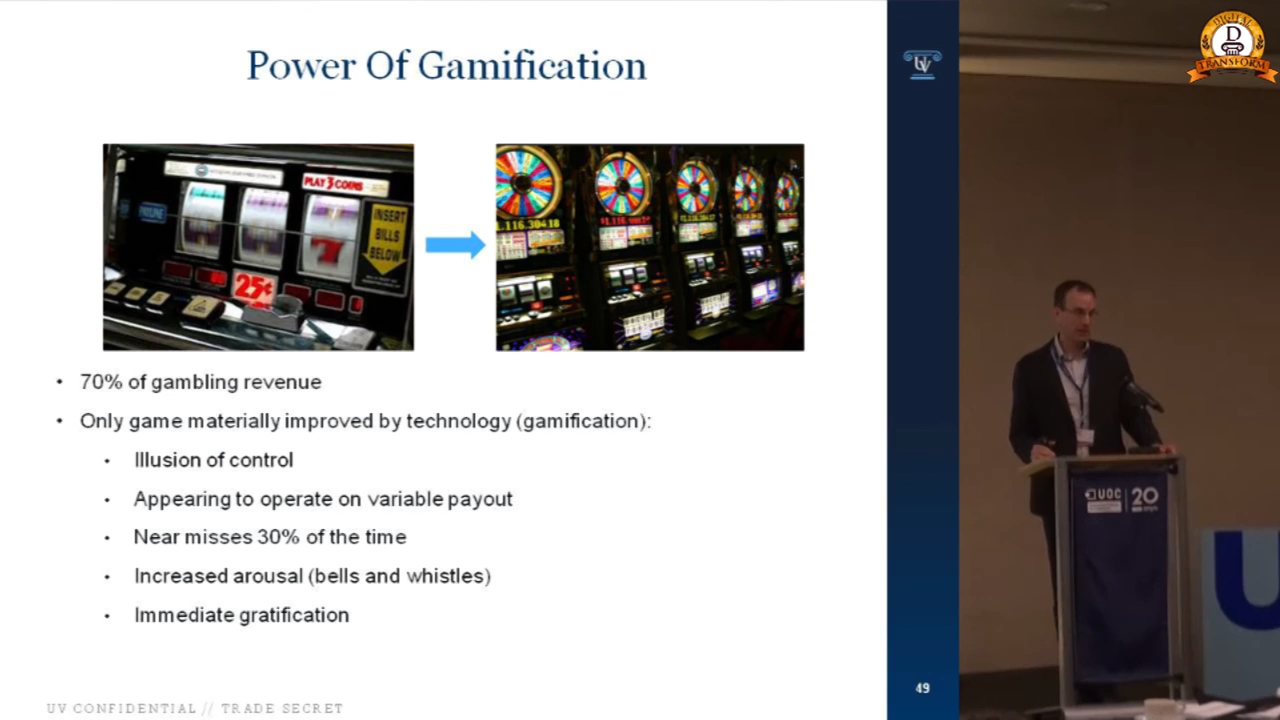 Power Of Gamification
UV
DIGITAL
D
TRANSFORM
PLAY 3 COINS
INSERT
BILLS
BELOW
25¢
7
• 70% of gambling revenue
• Only game materially improved by technology (gamification):
• Illusion of control
• Appearing to operate on variable payout
• Near misses 30% of the time
• Increased arousal (bells and whistles)
• Immediate gratification
UOC
20
U
49
UV CONFIDENTIAL // TRADE SECRET